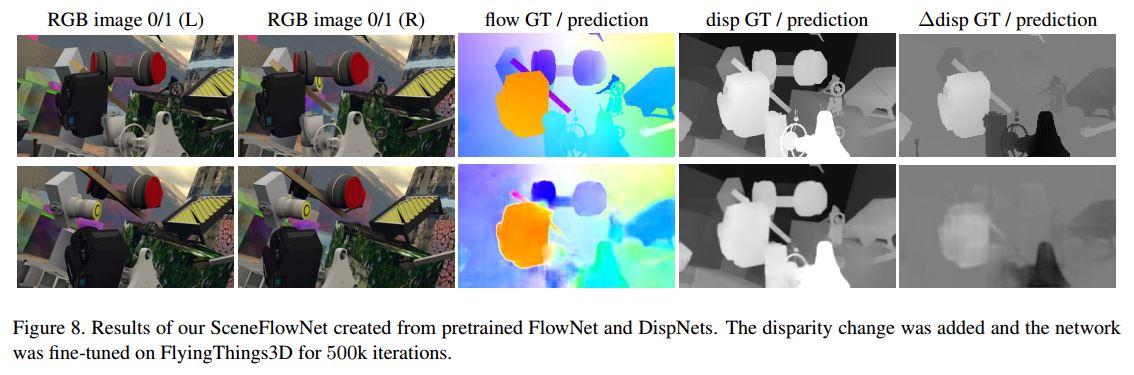 RGB image 0/1 (L) RGB image 0/1 (R) flow GT / prediction disp GT / prediction Δdisp GT / prediction
Figure 8. Results of our SceneFlowNet created from pretrained FlowNet and DispNets. The disparity change was added and the network
was fine-tuned on FlyingThings3D for 500k iterations.